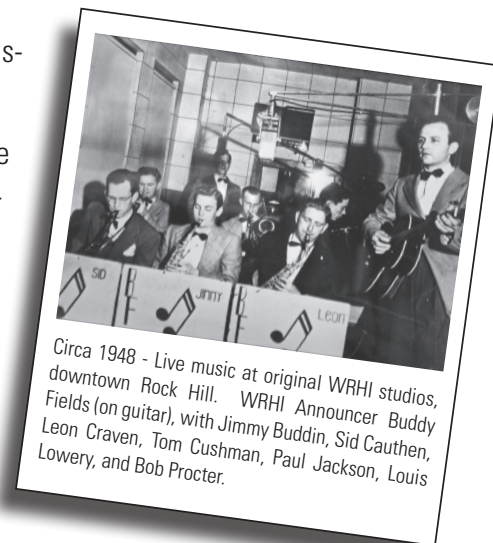 s-
e
SID
B
F
JIMMY
B
F
LEON
Circa 1948 - Live music at original WRHI studios,
downtown Rock Hill. WRHI Announcer Buddy
Fields (on guitar), with Jimmy Buddin, Sid Cauthen,
Leon Craven, Tom Cushman, Paul Jackson, Louis
Lowery, and Bob Procter.